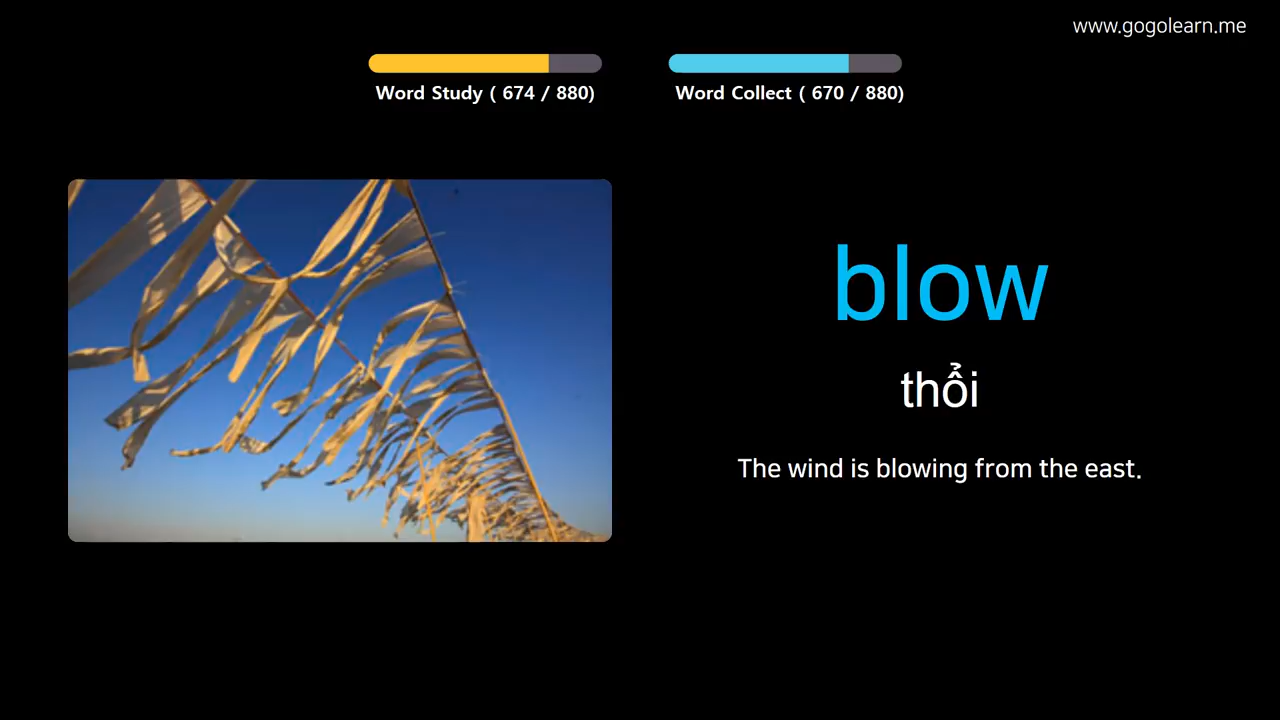 www.gogolearn.me
Word Study ( 674 / 880)
Word Collect ( 670 / 880)
blow
thổi
The wind is blowing from the east.